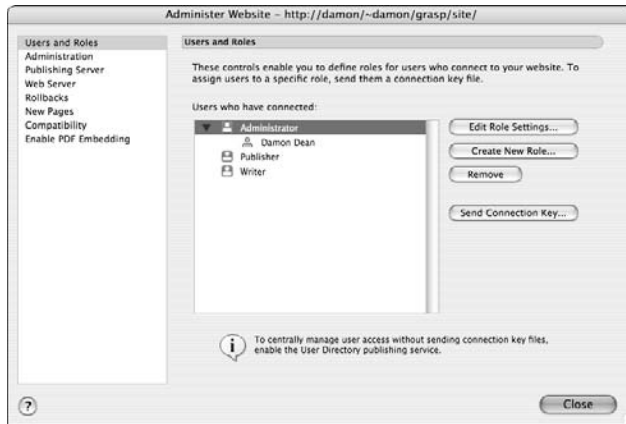 Administer Website – http://damon/~damon/grasp/site/
Users and Roles
Administration
Publishing Server
Web Server
Rollbacks
New Pages
Compatibility
Enable PDF Embedding
Users and Roles
These controls enable you to define roles for users who connect to your website. To
assign users to a specific role, send them a connection key file.
Users who have connected:
Administrator
Damon Dean
Publisher
Writer
Edit Role Settings...
Create New Role...
Remove
Send Connection Key...
i
To centrally manage user access without sending connection key files,
enable the User Directory publishing service.
?
Close